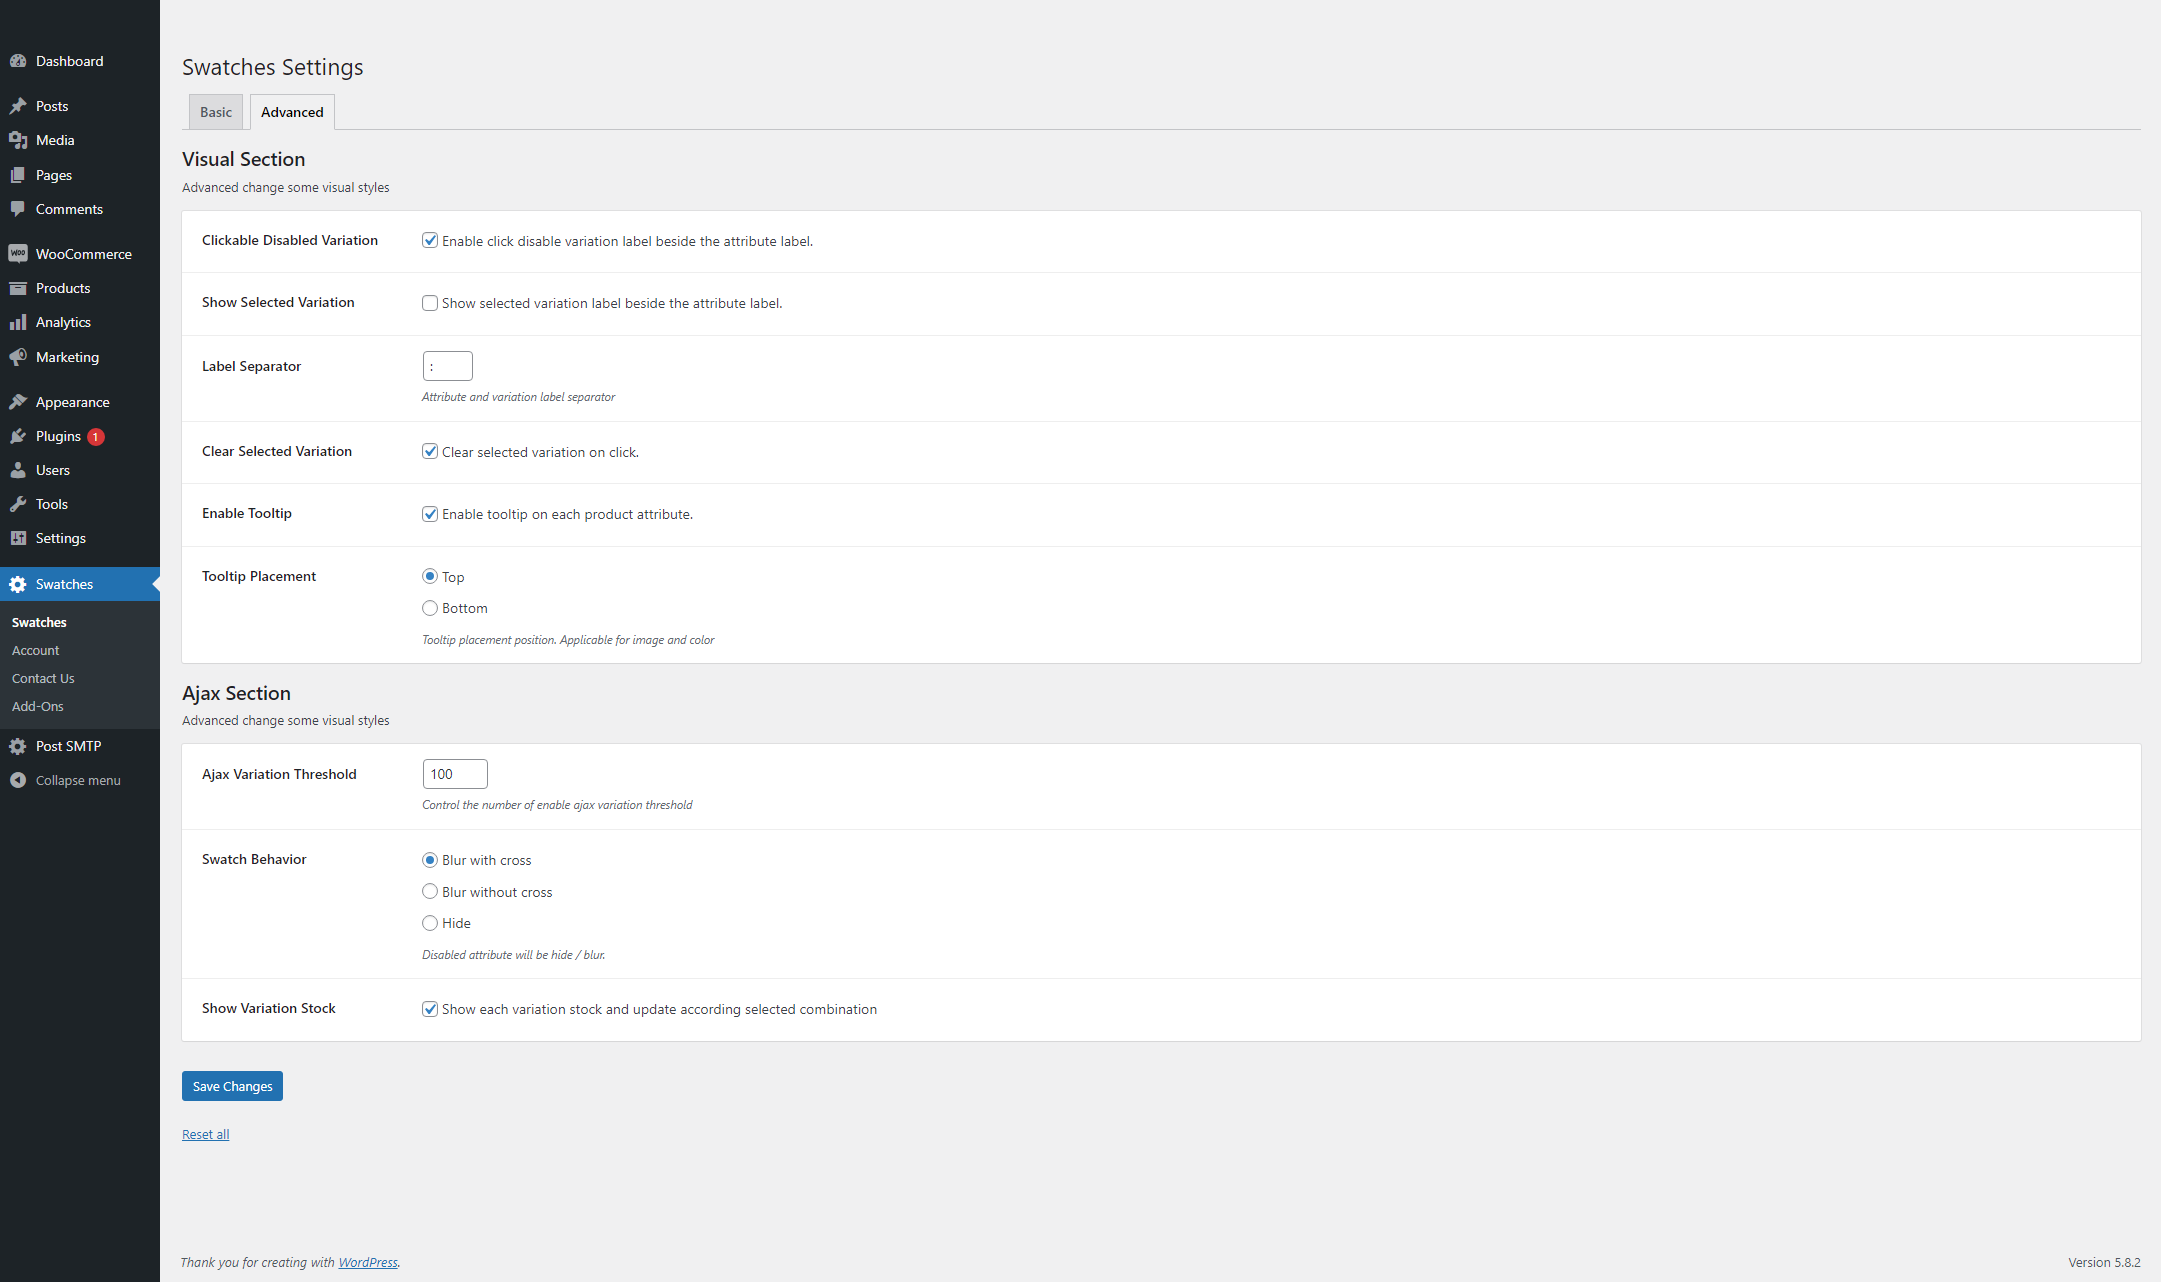 Dashboard
Posts
Media
Pages
Comments
WOO WooCommerce
Products
Analytics
Marketing
Appearance
Plugins 1
Users
Tools
Settings
Swatches
Swatches
Account
Contact Us
Add-Ons
Post SMTP
Collapse menu
Swatches Settings
Basic Advanced
Visual Section
Advanced change some visual styles
Clickable Disabled Variation Enable click disable variation label beside the attribute label.
Show Selected Variation Show selected variation label beside the attribute label.
Label Separator :
Attribute and variation label separator
Clear Selected Variation Clear selected variation on click.
Enable Tooltip Enable tooltip on each product attribute.
Tooltip Placement Top
Bottom
Tooltip placement position. Applicable for image and color
Ajax Section
Advanced change some visual styles
Ajax Variation Threshold 100
Control the number of enable ajax variation threshold
Swatch Behavior Blur with cross
Blur without cross
Hide
Disabled attribute will be hide / blur.
Show Variation Stock Show each variation stock and update according selected combination
Save Changes
Reset all
Thank you for creating with WordPress. Version 5.8.2